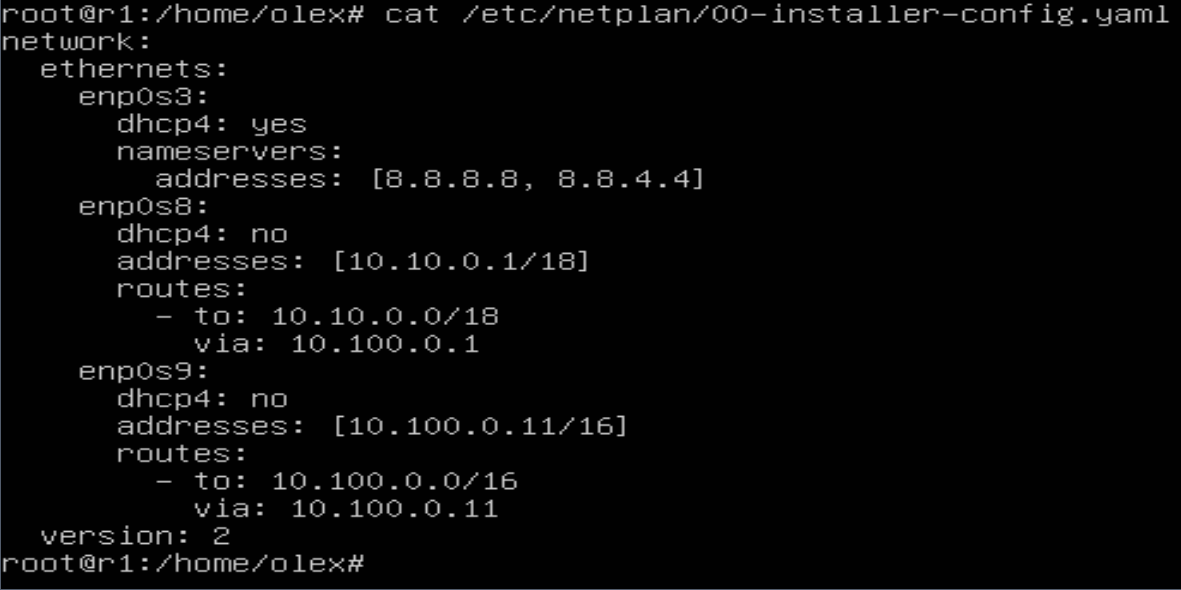 root@r1:/home/olex# cat /etc/netplan/00-installer-config.yaml
network:
  ethernets:
    enp0s3:
      dhcp4: yes
      nameservers:
        addresses: [8.8.8.8, 8.8.4.4]
    enp0s8:
      dhcp4: no
      addresses: [10.10.0.1/18]
      routes:
        - to: 10.10.0.0/18
          via: 10.100.0.1
    enp0s9:
      dhcp4: no
      addresses: [10.100.0.11/16]
      routes:
        - to: 10.100.0.0/16
          via: 10.100.0.11
  version: 2
root@r1:/home/olex#